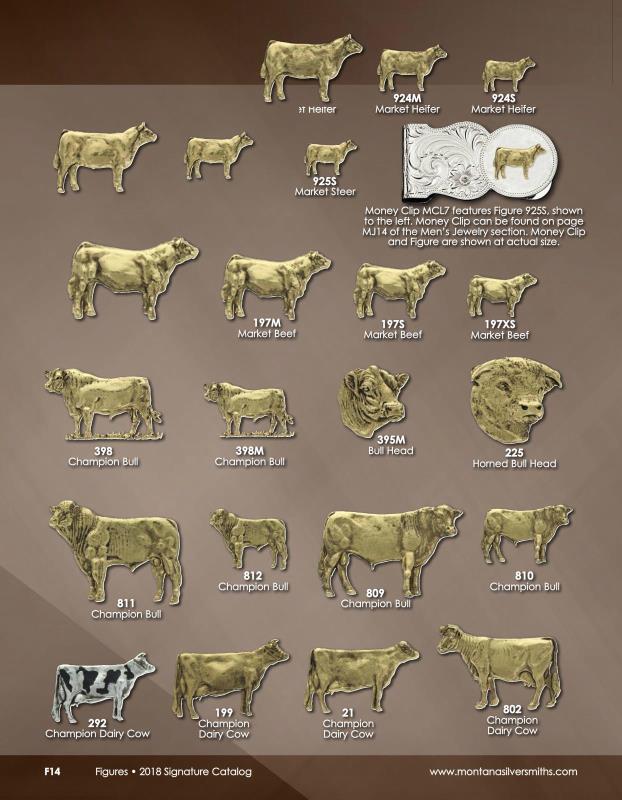 924M
924S
Heifer
Market Heifer
Market Heifer
925S
Market Steer
Money Clip MCL7 features Figure 925S, shown
to the left. Money Clip can be found on page
MJ14 of the Men's Jewelry section. Money Clip
and Figure are shown at actual size.
197M
Market Beef
197S
Market Beef
197XS
Market Beef
398
Champion Bull
398M
Champion Bull
395M
Bull Head
225
Horned Bull Head
811
Champion Bull
812
Champion Bull
809
Champion Bull
810
Champion Bull
292
Champion Dairy Cow
199
Champion
Dairy Cow
21
Champion
Dairy Cow
802
Champion
Dairy Cow
F14 Figures • 2018 Signature Catalog www.montanasilversmiths.com